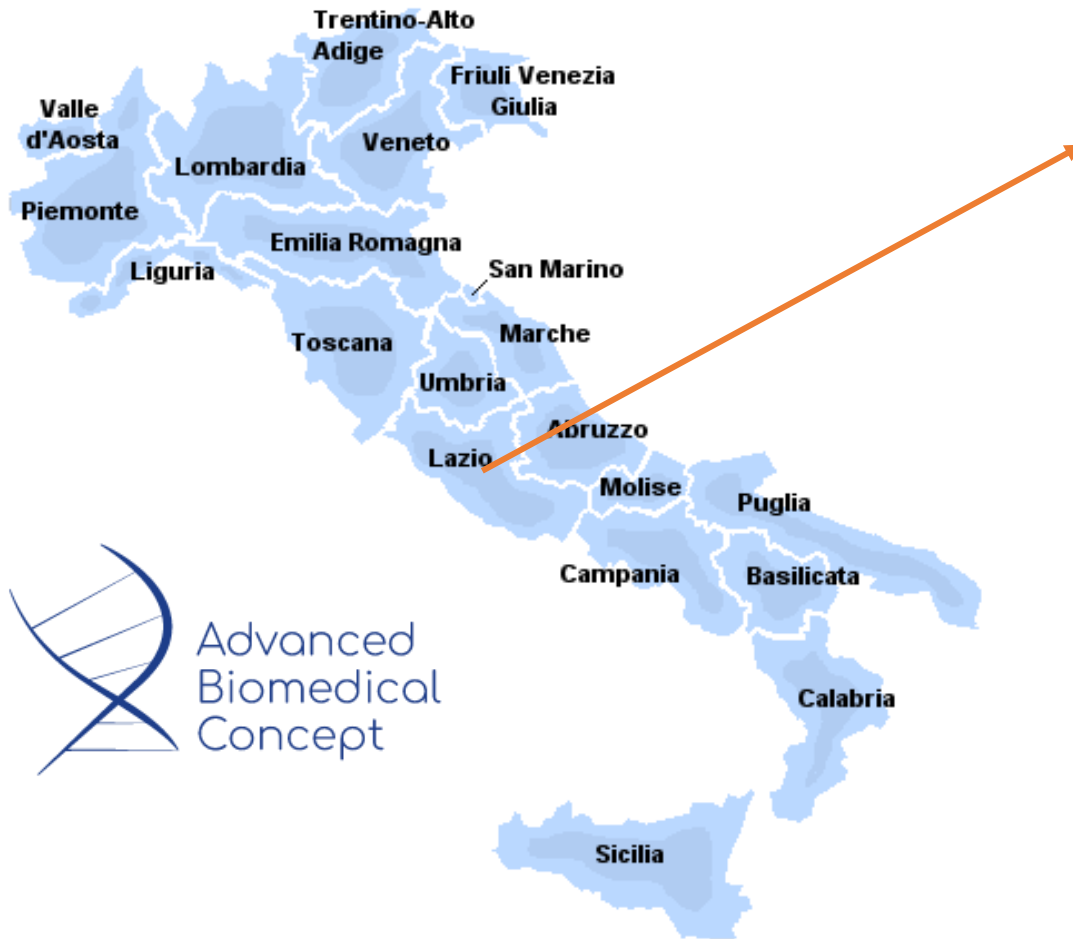 Trentino-Alto
Adige
Friuli Venezia
Giulia
Valle
d'Aosta
Veneto
Lombardia
Piemonte
Emilia Romagna
Liguria
San Marino
Marche
Toscana
Umbria
Abruzzo
Lazio
Molise
Puglia
Campania
Basilicata
Advanced
Biomedical
Concept
Calabria
Sicilia